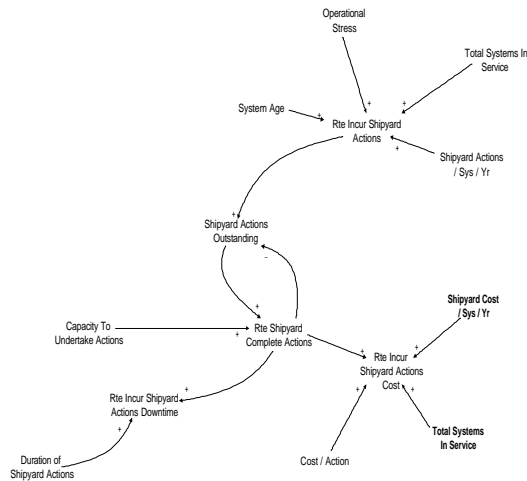 Operational
Stress
Total Systems In
Service
System Age
+
+
+
Rte Incur Shipyard
Actions
+
Shipyard Actions
/ Sys / Yr
+
Shipyard Actions
Outstanding
-
+
Shipyard Cost
/ Sys / Yr
Capacity To
Undertake Actions
+
Rte Shipyard
Complete Actions
+
+
Rte Incur
Shipyard Actions
Cost
+
Rte Incur Shipyard
Actions Downtime
+
+
+
Total Systems
In Service
Duration of
Shipyard Actions
Cost / Action